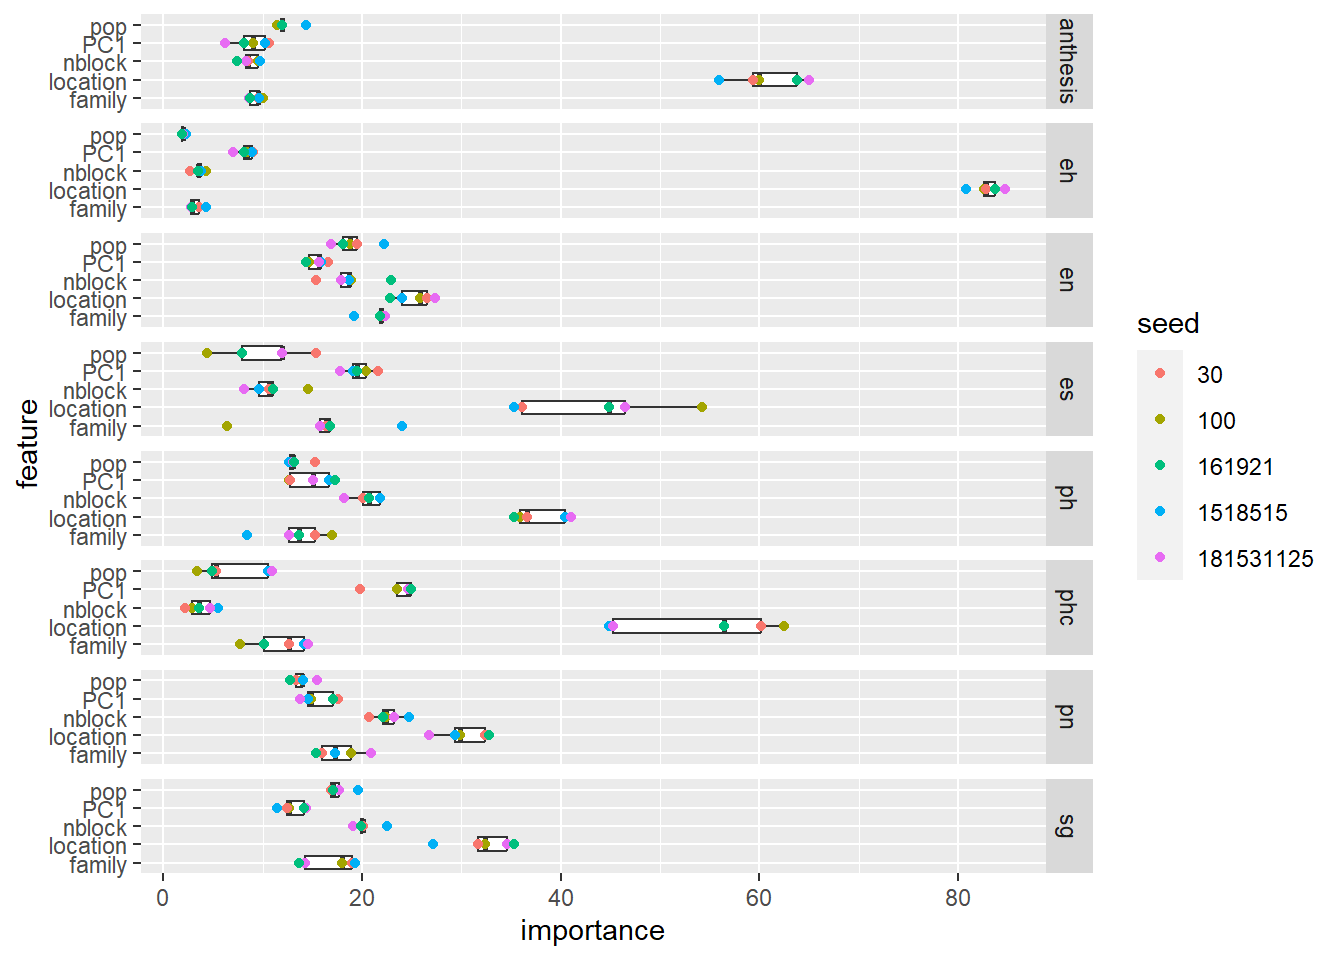 pop
PC1
nblock
location
family
anthesis
pop
PC1
nblock
location
family
eh
pop
PC1
nblock
location
family
en
pop
PC1
nblock
location
family
es
pop
PC1
nblock
location
family
ph
pop
PC1
nblock
location
family
phc
pop
PC1
nblock
location
family
pn
pop
PC1
nblock
location
family
sg
0 20 40 60 80
importance
feature
seed
30
100
161921
1518515
181531125